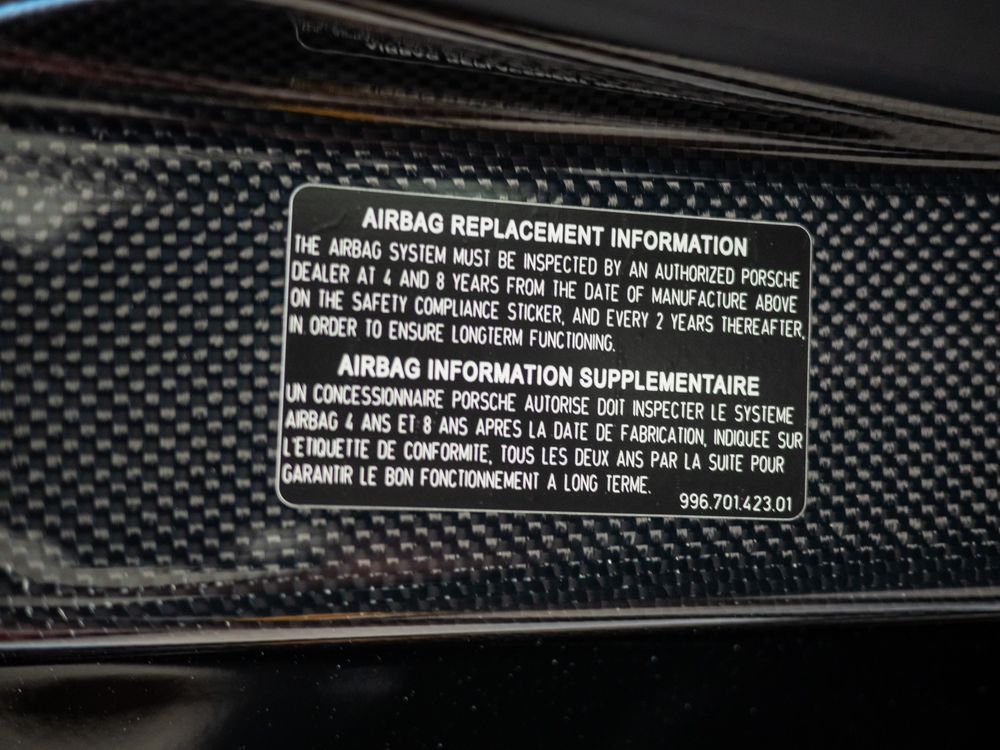 AIRBAG REPLACEMENT INFORMATION
THE AIRBAG SYSTEM MUST BE INSPECTED BY AN AUTHORIZED PORSCHE
DEALER AT 4 AND 8 YEARS FROM THE DATE OF MANUFACTURE ABOVE
ON THE SAFETY COMPLIANCE STICKER, AND EVERY 2 YEARS THEREAFTER,
IN ORDER TO ENSURE LONGTERM FUNCTIONING.
AIRBAG INFORMATION SUPPLEMENTAIRE
UN CONCESSIONNAIRE PORSCHE AUTORISE DOIT INSPECTER LE SYSTEME
AIRBAG 4 ANS ET 8 ANS APRES LA DATE DE FABRICATION, INDIQUEE SUR
L'ETIQUETTE DE CONFORMITE, TOUS LES DEUX ANS PAR LA SUITE POUR
GARANTIR LE BON FONCTIONNEMENT A LONG TERME.
996.701.423.01